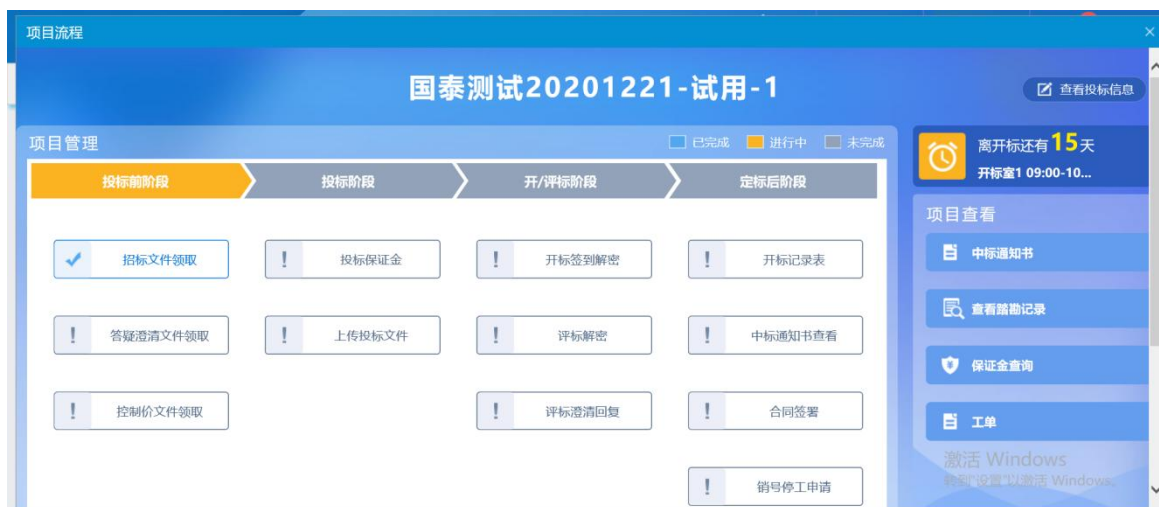 项目流程
国泰测试20201221-试用-1
查看投标信息
项目管理
已完成 进行中 未完成
离开标还有15天
开标室1 09:00-10...
投标前阶段 投标阶段 开/评标阶段 定标后阶段
项目查看
招标文件领取 投标保证金 开标签到解密 开标记录表
中标通知书
查看踏勘记录
答疑澄清文件领取 上传投标文件 评标解密 中标通知书查看
保证金查询
控制价文件领取 评标澄清回复 合同签署
工单
激活 Windows
转到"设置"以激活 Windows。
销号停工申请